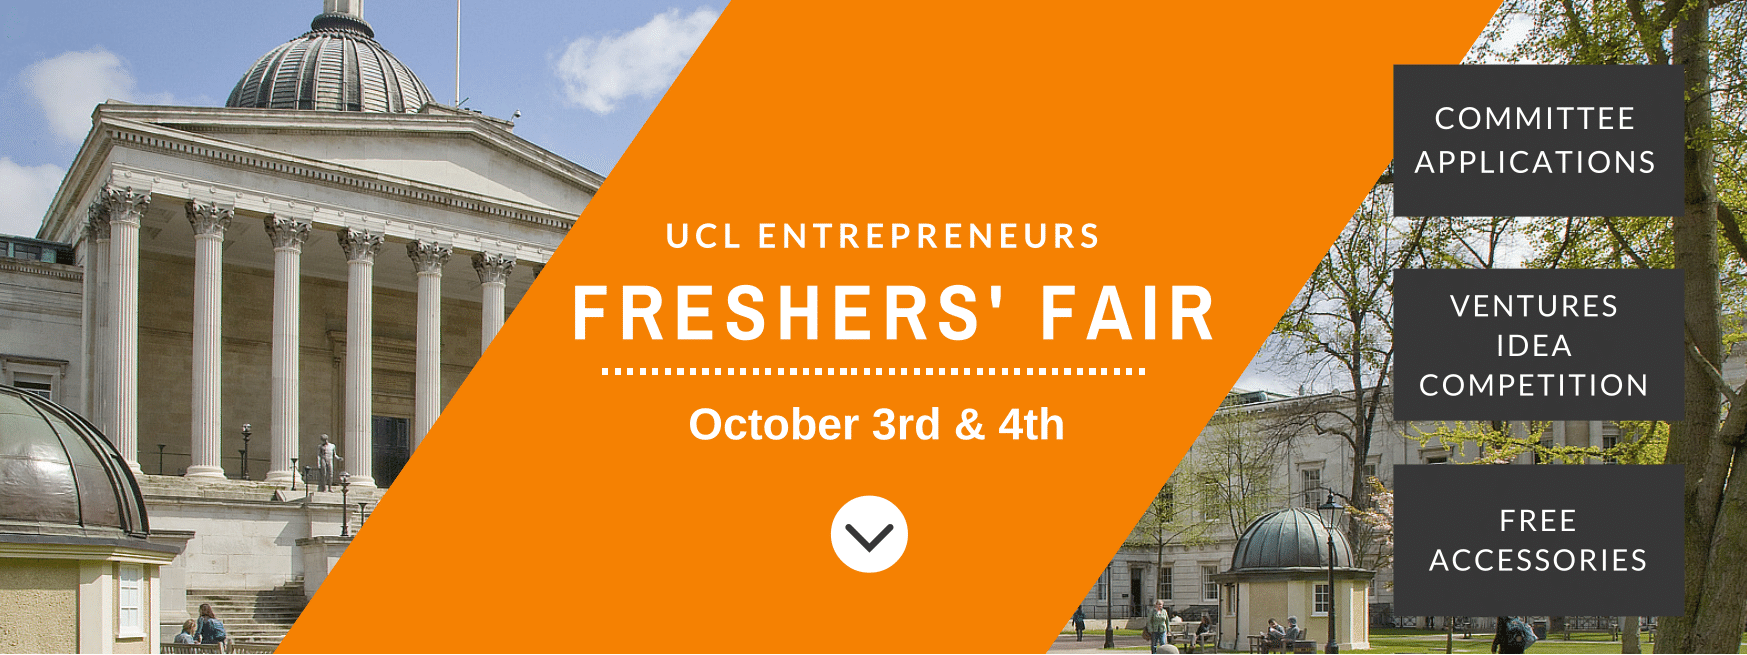 UCL ENTREPRENEURS
FRESHERS' FAIR
October 3rd & 4th
COMMITTEE
APPLICATIONS
VENTURES
IDEA
COMPETITION
FREE
ACCESSORIES